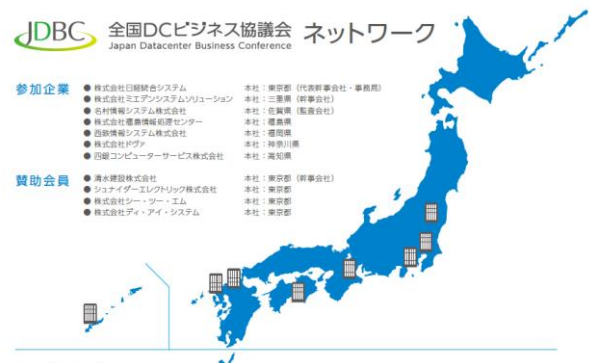 JDBC 全国DCビジネス協議会 ネットワーク
Japan Datacenter Business Conference
参加企業
● 株式会社日経統合システム 本社:東京都(代表幹事会社・事務局)
● 株式会社ミエデンシステムソリューション 本社:三重県(幹事会社)
● 名村情報システム株式会社 本社:佐賀県(監査会社)
● 株式会社福島情報処理センター 本社:福島県
● 西鉄情報システム株式会社 本社:福岡県
● 株式会社ドヴァ 本社:神奈川県
● 四銀コンピューターサービス株式会社 本社:高知県
賛助会員
● 清水建設株式会社 本社:東京都(幹事会社)
● シュナイダーエレクトリック株式会社 本社:東京都
● 株式会社シー・ツー・エム 本社:東京都
● 株式会社ディ・アイ・システム 本社:東京都